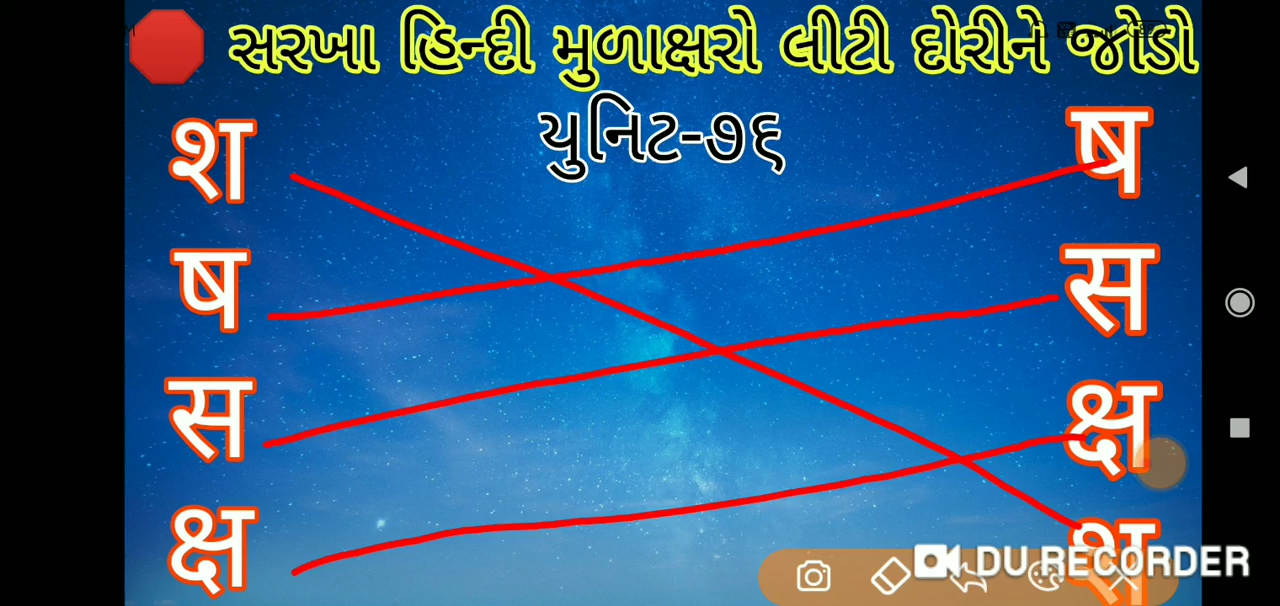 સરખા હિન્દી મુળાક્ષરો લીટી દોરીને જોડો
યુનિટ-૭૬
श ष
ष स
स क्ष
क्ष श
DU RECORDER